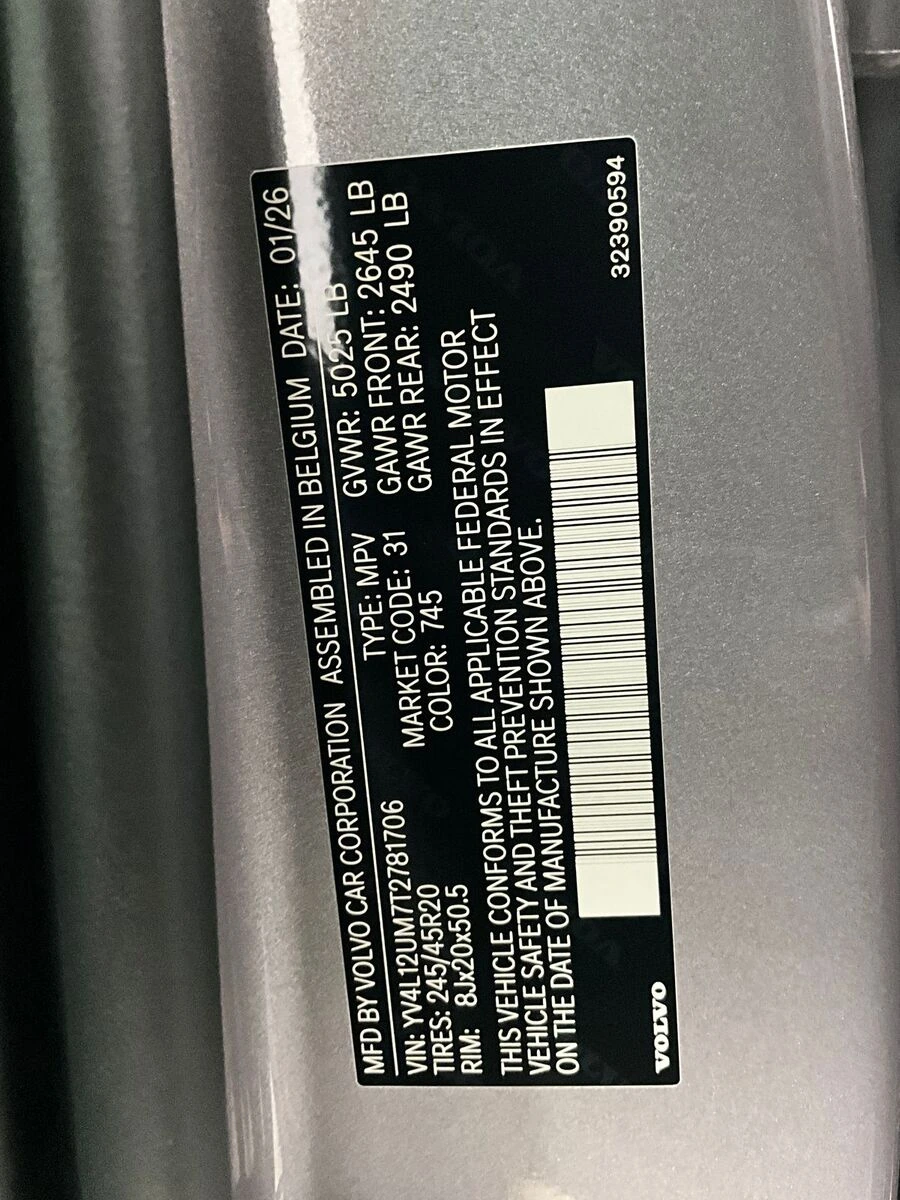 MFD BY VOLVO CAR CORPORATION ASSEMBLED IN BELGIUM DATE: 01/26
VIN: YV4L12UM7T2781706 TYPE: MPV GVWR: 5025 LB
TIRES: 245/45R20 MARKET CODE: 31 GAWR FRONT: 2645 LB
RIM: 8Jx20x50.5 COLOR: 745 GAWR REAR: 2490 LB
THIS VEHICLE CONFORMS TO ALL APPLICABLE FEDERAL MOTOR
VEHICLE SAFETY AND THEFT PREVENTION STANDARDS IN EFFECT
ON THE DATE OF MANUFACTURE SHOWN ABOVE.
VOLVO 32390594